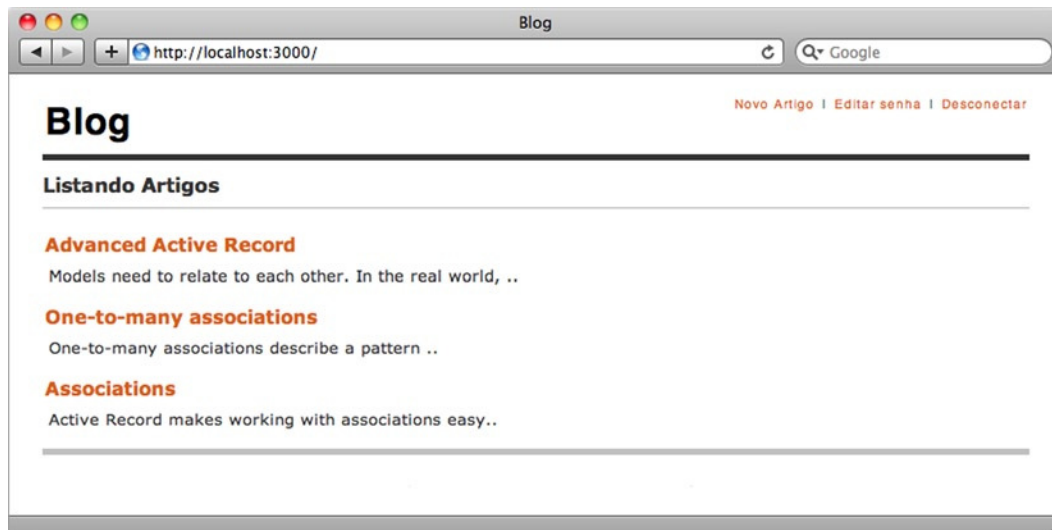 Blog
http://localhost:3000/
Google
Novo Artigo | Editar senha | Desconectar
Blog
Listando Artigos
Advanced Active Record
Models need to relate to each other. In the real world, ..
One-to-many associations
One-to-many associations describe a pattern ..
Associations
Active Record makes working with associations easy..